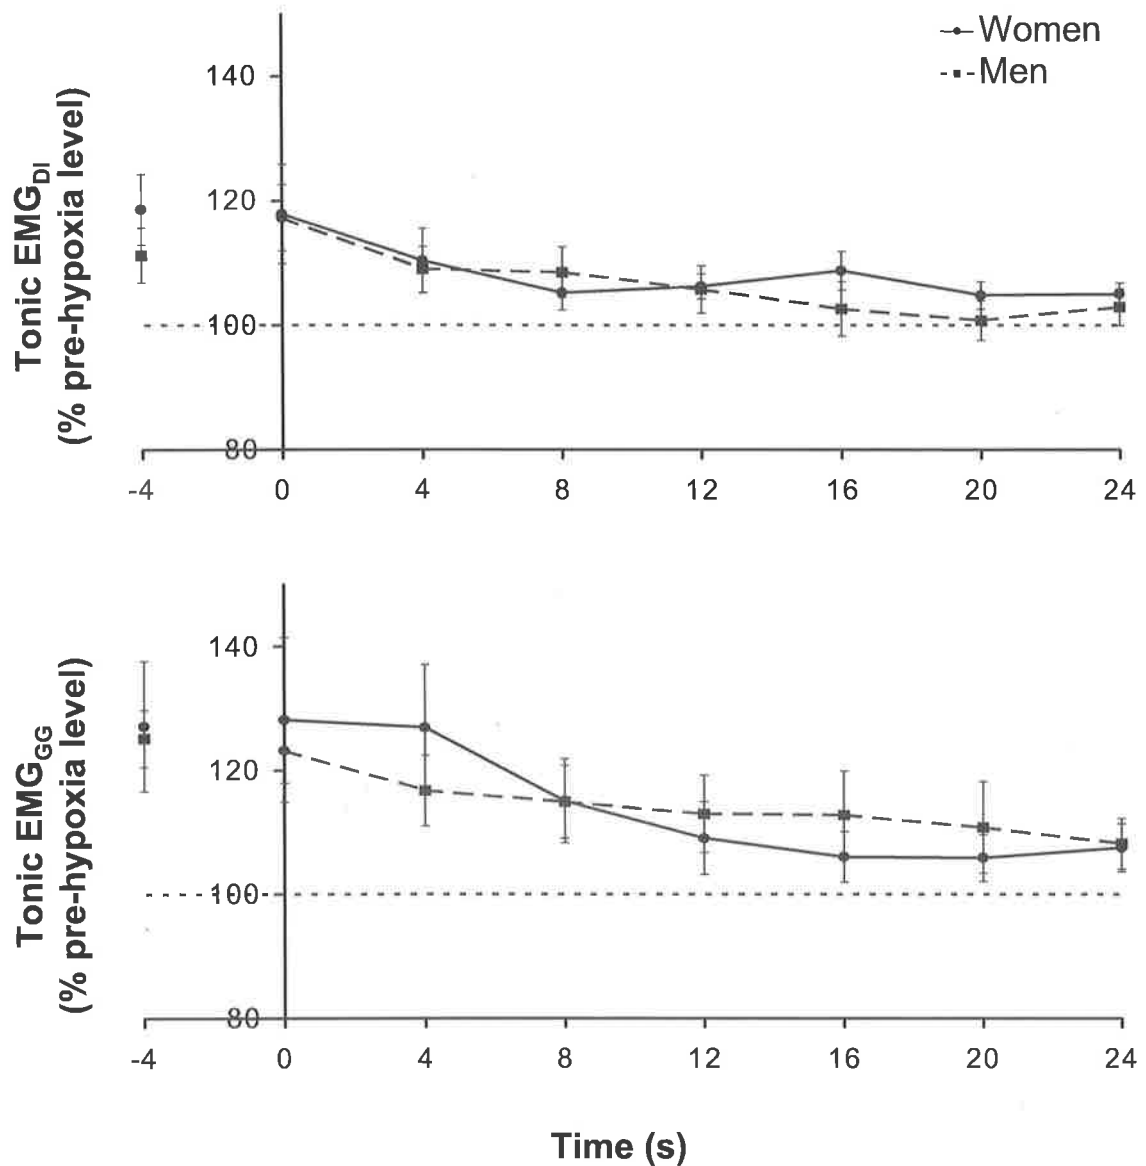 Women
Men
Tonic EMG_DI
(% pre-hypoxia level)
140
120
100
80
-4 0 4 8 12 16 20 24
Tonic EMG_GG
(% pre-hypoxia level)
140
120
100
80
-4 0 4 8 12 16 20 24
Time (s)